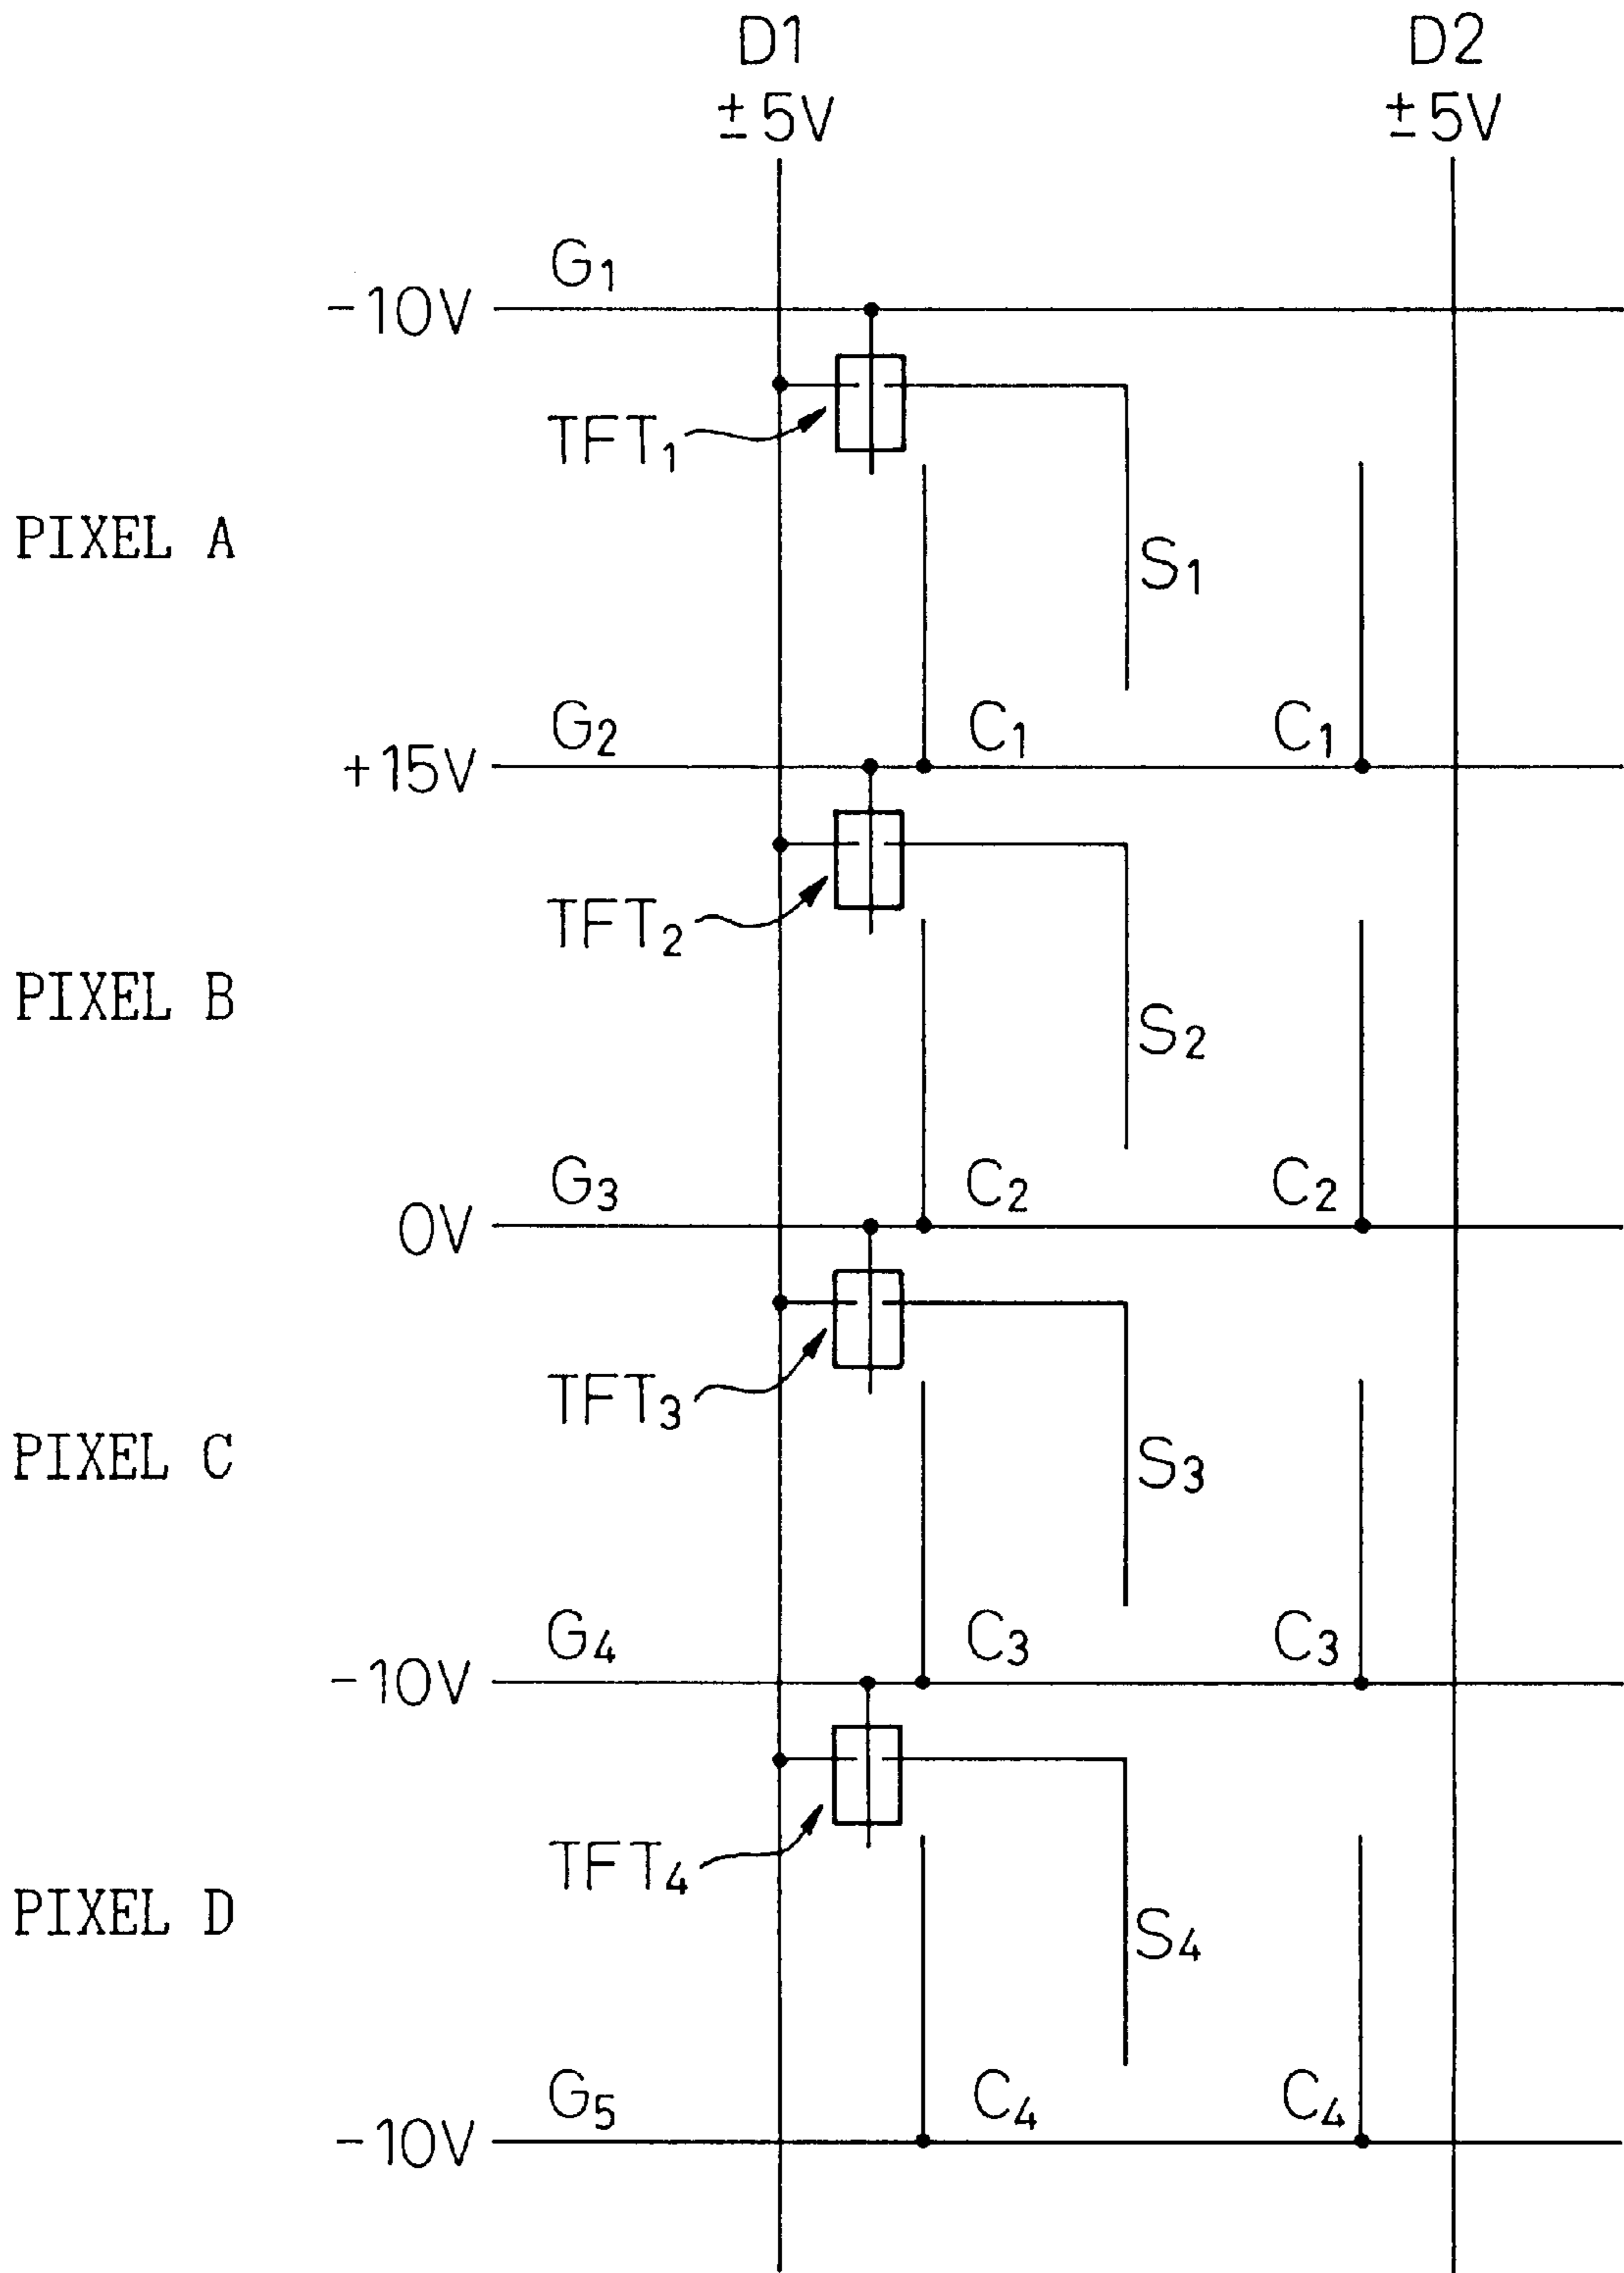 D1 D2
±5V ±5V
G₁
-10V
TFT₁
PIXEL A
S₁
G₂ C₁ C₁
+15V
TFT₂
PIXEL B
S₂
G₃ C₂ C₂
0V
TFT₃
PIXEL C
S₃
G₄ C₃ C₃
-10V
TFT₄
PIXEL D
S₄
G₅ C₄ C₄
-10V